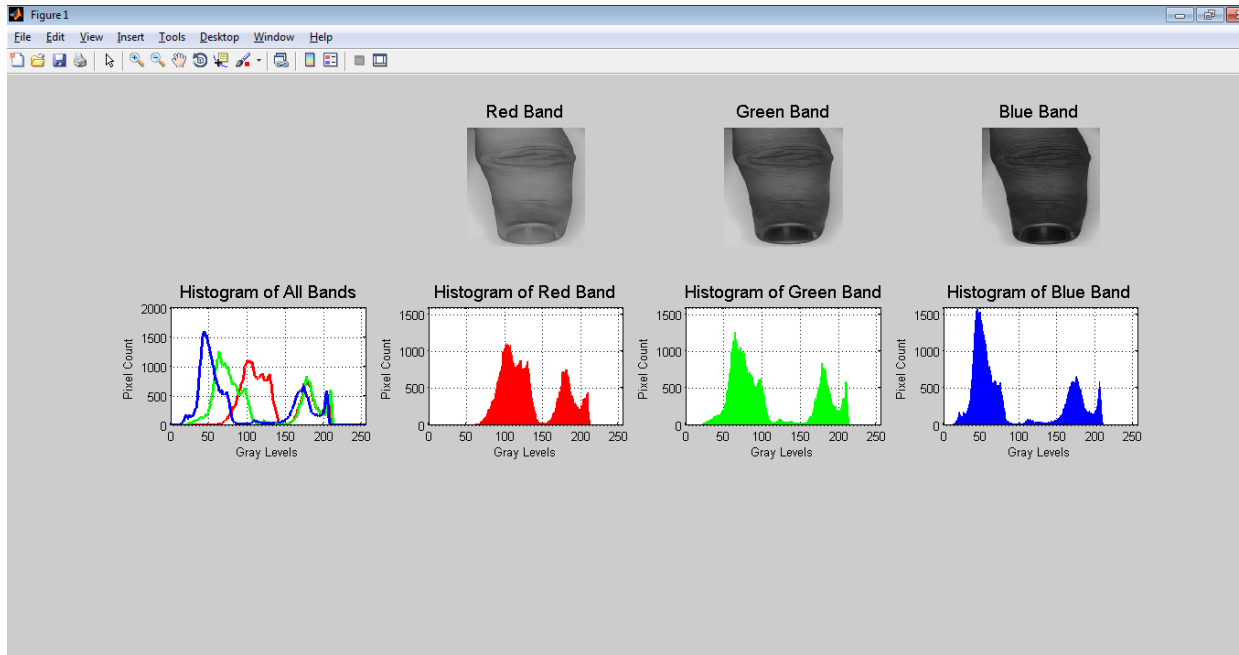 Figure 1
File Edit View Insert Tools Desktop Window Help
Red Band
Green Band
Blue Band
Histogram of All Bands
2000
1500
1000
500
0
Pixel Count
0 50 100 150 200 250
Gray Levels
Histogram of Red Band
1500
1000
500
0
Pixel Count
0 50 100 150 200 250
Gray Levels
Histogram of Green Band
1500
1000
500
0
Pixel Count
0 50 100 150 200 250
Gray Levels
Histogram of Blue Band
1500
1000
500
0
Pixel Count
0 50 100 150 200 250
Gray Levels